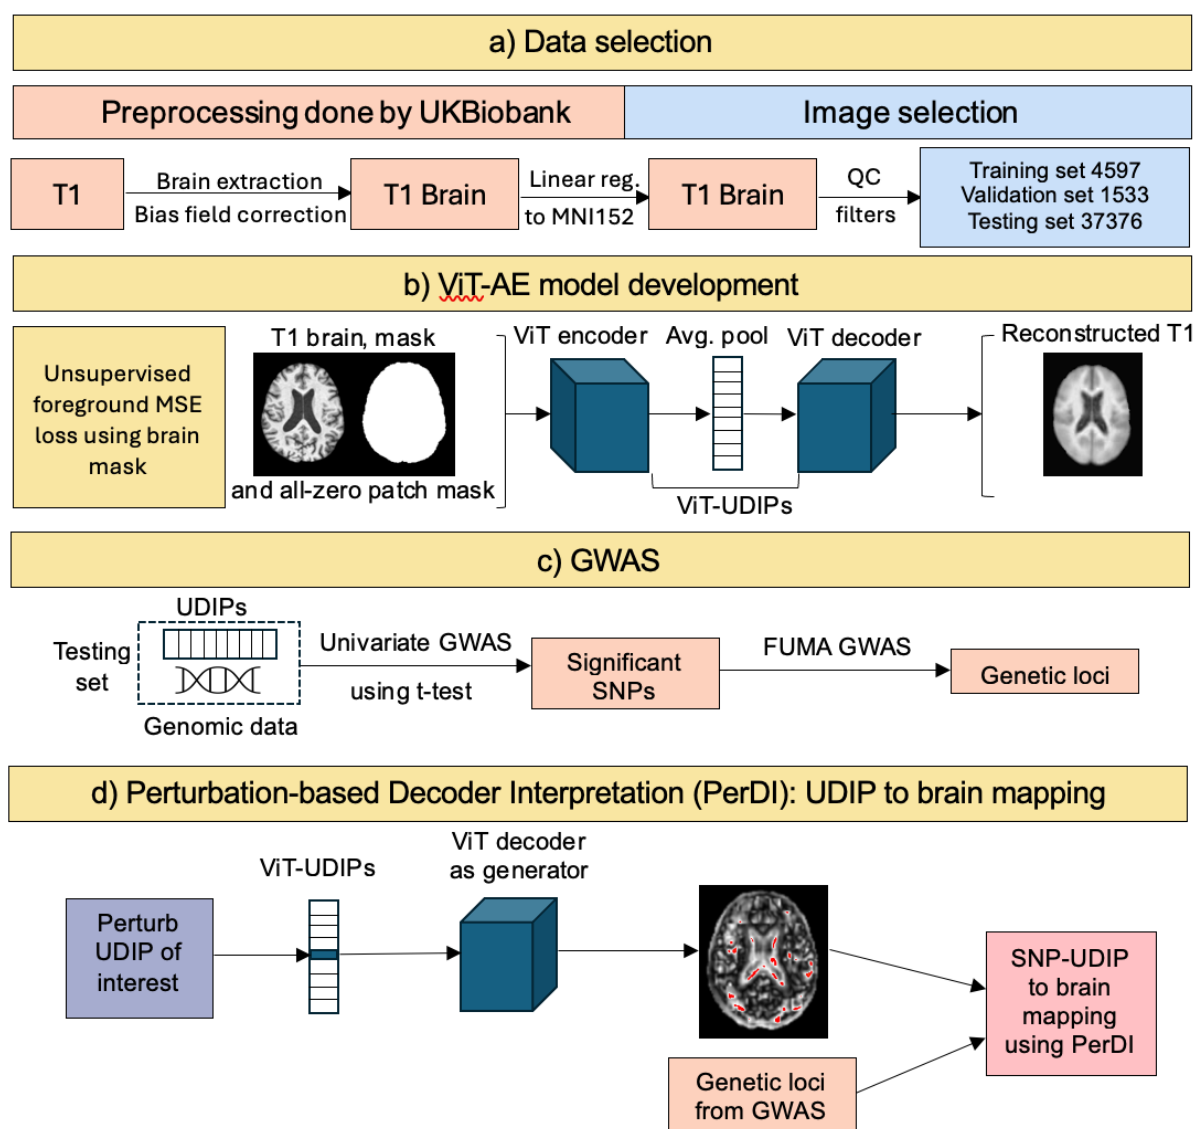 a) Data selection
Preprocessing done by UKBiobank
Image selection
T1
Brain extraction
Bias field correction
T1 Brain
Linear reg.
to MNI152
T1 Brain
QC
filters
Training set 4597
Validation set 1533
Testing set 37376
b) ViT-AE model development
Unsupervised
foreground MSE
loss using brain
mask
T1 brain, mask
and all-zero patch mask
ViT encoder
Avg. pool
ViT decoder
ViT-UDIPs
Reconstructed T1
c) GWAS
Testing
set
UDIPs
Genomic data
Univariate GWAS
using t-test
Significant
SNPs
FUMA GWAS
Genetic loci
d) Perturbation-based Decoder Interpretation (PerDI): UDIP to brain mapping
Perturb
UDIP of
interest
ViT-UDIPs
ViT decoder
as generator
Genetic loci
from GWAS
SNP-UDIP
to brain
mapping
using PerDI